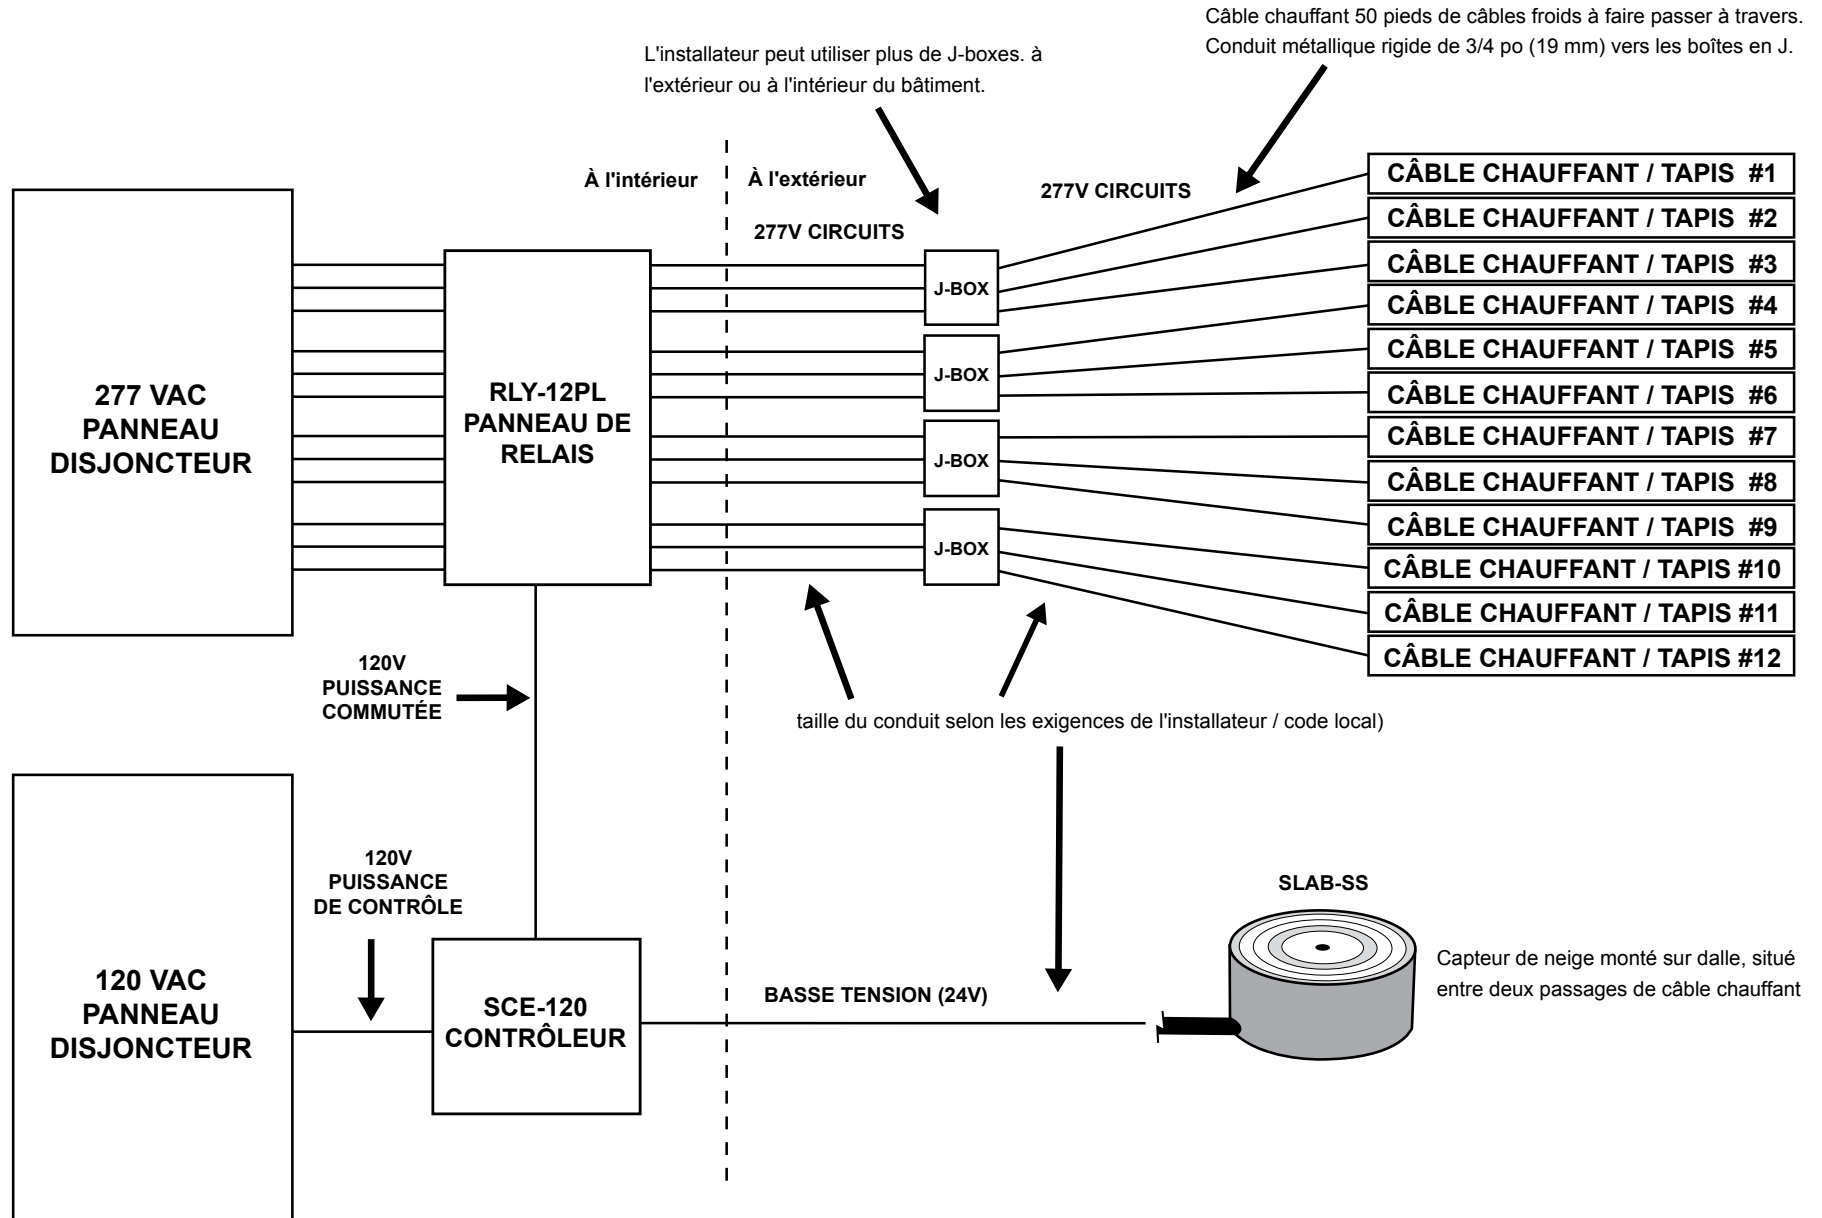 Câble chauffant 50 pieds de câbles froids à faire passer à travers.
Conduit métallique rigide de 3/4 po (19 mm) vers les boîtes en J.
L'installateur peut utiliser plus de J-boxes. à
l'extérieur ou à l'intérieur du bâtiment.
À l'intérieur
À l'extérieur
277V CIRCUITS
277V CIRCUITS
277 VAC
PANNEAU
DISJONCTEUR
RLY-12PL
PANNEAU DE
RELAIS
J-BOX
J-BOX
J-BOX
J-BOX
CÂBLE CHAUFFANT / TAPIS #1
CÂBLE CHAUFFANT / TAPIS #2
CÂBLE CHAUFFANT / TAPIS #3
CÂBLE CHAUFFANT / TAPIS #4
CÂBLE CHAUFFANT / TAPIS #5
CÂBLE CHAUFFANT / TAPIS #6
CÂBLE CHAUFFANT / TAPIS #7
CÂBLE CHAUFFANT / TAPIS #8
CÂBLE CHAUFFANT / TAPIS #9
CÂBLE CHAUFFANT / TAPIS #10
CÂBLE CHAUFFANT / TAPIS #11
CÂBLE CHAUFFANT / TAPIS #12
120V
PUISSANCE
COMMUTÉE
taille du conduit selon les exigences de l'installateur / code local)
120V
PUISSANCE
DE CONTRÔLE
120 VAC
PANNEAU
DISJONCTEUR
SCE-120
CONTRÔLEUR
BASSE TENSION (24V)
SLAB-SS
Capteur de neige monté sur dalle, situé
entre deux passages de câble chauffant